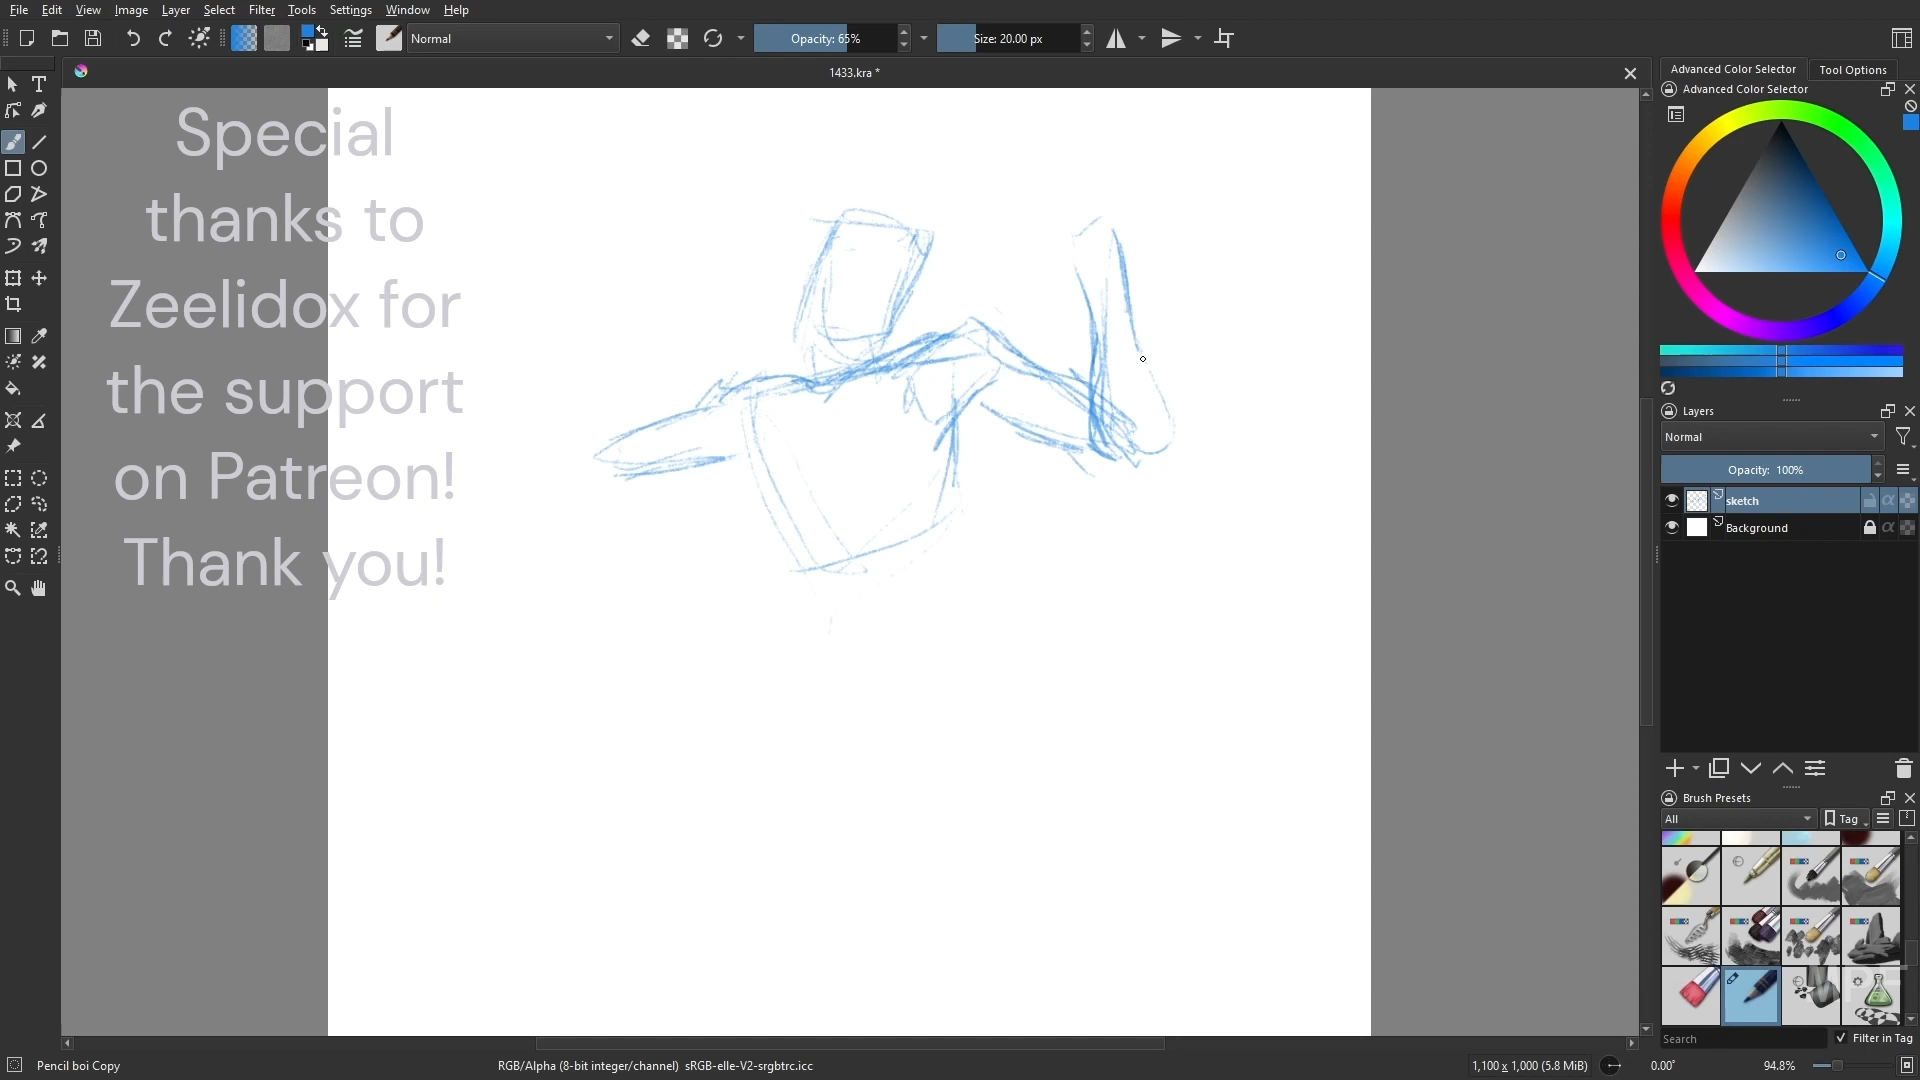 File Edit View Image Layer Select Filter Tools Settings Window Help
Normal
Opacity: 65%
Size: 20.00 px
1433.kra *
Advanced Color Selector
Tool Options
Advanced Color Selector
Special
thanks to
Zeelidox for
the support
on Patreon!
Thank you!
Layers
Normal
Opacity: 100%
sketch
Background
Brush Presets
All
Tag
Search
Filter in Tag
Pencil boi Copy
RGB/Alpha (8-bit integer/channel) sRGB-elle-V2-srgbtrc.icc
1,100 x 1,000 (5.8 MiB)
0.00°
94.8%